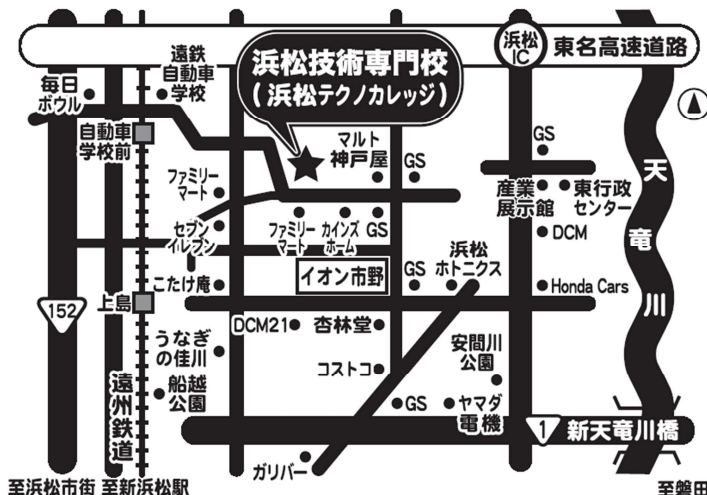 浜松
IC
東名高速道路
遠鉄
自動車
学校
浜松技術専門校
(浜松テクノカレッジ)
毎日
ボウル
自動車
学校前
マルト
神戸屋
GS
GS
ファミリー
マート
産業
展示館
東行政
センター
天竜川
セブン
イレブン
ファミリー
マート
カインズ
ホーム
GS
DCM
浜松
ホトニクス
イオン市野
こたけ庵
GS
Honda Cars
152
上島
DCM21
杏林堂
うなぎ
の佳川
安間川
公園
コストコ
船越
公園
遠州鉄道
GS
ヤマダ
電機
1
新天竜川橋
ガリバー
至浜松市街
至新浜松駅
至磐田